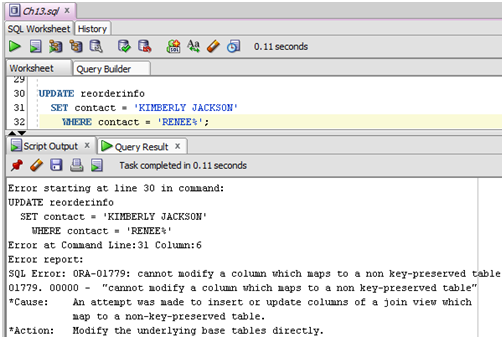 Ch13.sql x
SQL Worksheet History
0.11 seconds
Worksheet Query Builder
29
30 UPDATE reorderinfo
31 SET contact = 'KIMBERLY JACKSON'
32 WHERE contact = 'RENEE%';
Script Output x Query Result x
Task completed in 0.11 seconds
Error starting at line 30 in command:
UPDATE reorderinfo
SET contact = 'KIMBERLY JACKSON'
WHERE contact = 'RENEE%'
Error at Command Line:31 Column:6
Error report:
SQL Error: ORA-01779: cannot modify a column which maps to a non key-preserved table
01779. 00000 - "cannot modify a column which maps to a non key-preserved table"
*Cause: An attempt was made to insert or update columns of a join view which
map to a non-key-preserved table.
*Action: Modify the underlying base tables directly.